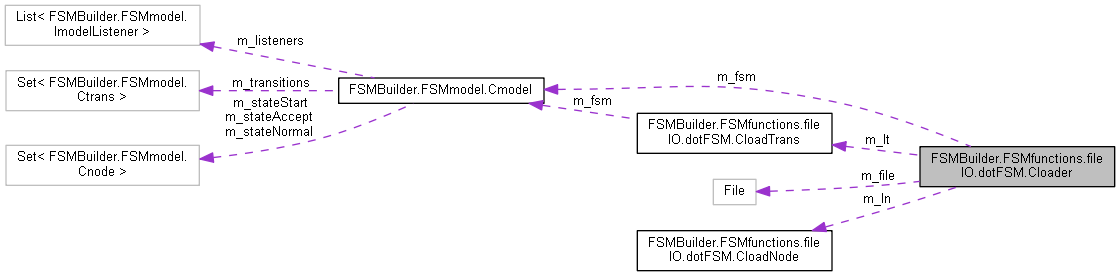 List< FSMBuilder.FSMmodel.
ImodelListener >
m_listeners
Set< FSMBuilder.FSMmodel.
Ctrans >
m_transitions
m_stateStart
m_stateAccept
m_stateNormal
Set< FSMBuilder.FSMmodel.
Cnode >
FSMBuilder.FSMmodel.Cmodel
m_fsm
m_fsm
FSMBuilder.FSMfunctions.file
IO.dotFSM.CloadTrans
m_lt
FSMBuilder.FSMfunctions.file
IO.dotFSM.Cloader
m_file
File
m_ln
FSMBuilder.FSMfunctions.file
IO.dotFSM.CloadNode